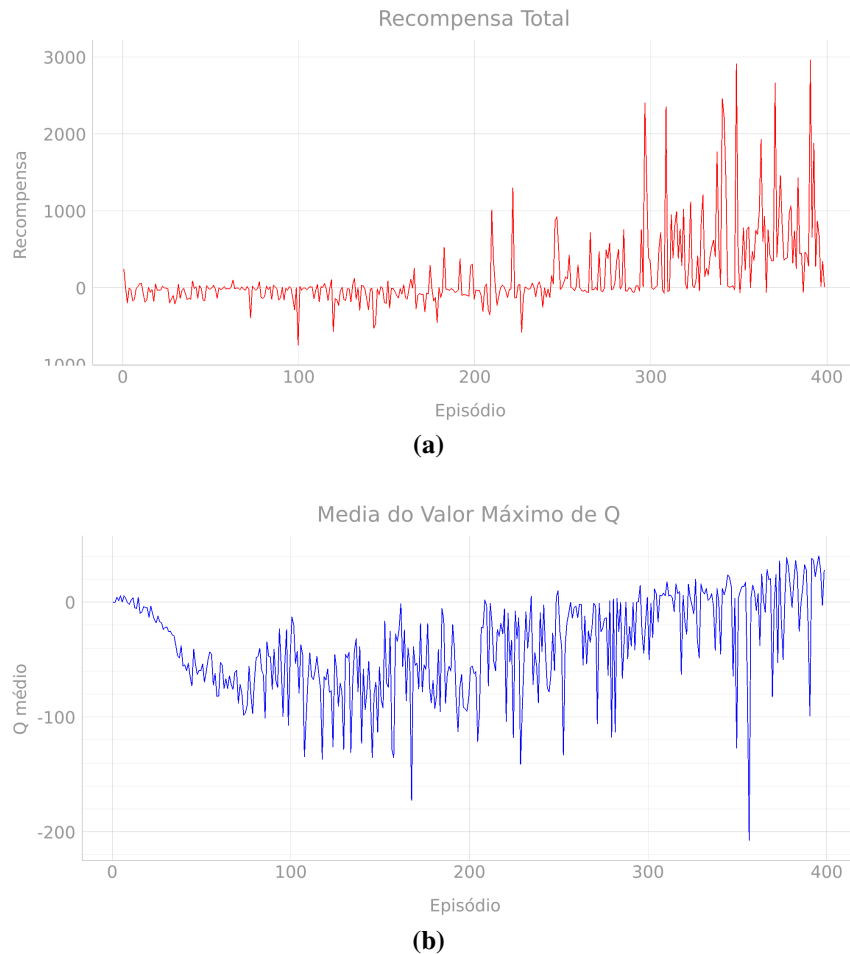 Recompensa Total
3000
2000
1000
0
1000
Recompensa
0 100 200 300 400
Episódio
(a)
Media do Valor Máximo de Q
0
-100
-200
Q médio
0 100 200 300 400
Episódio
(b)